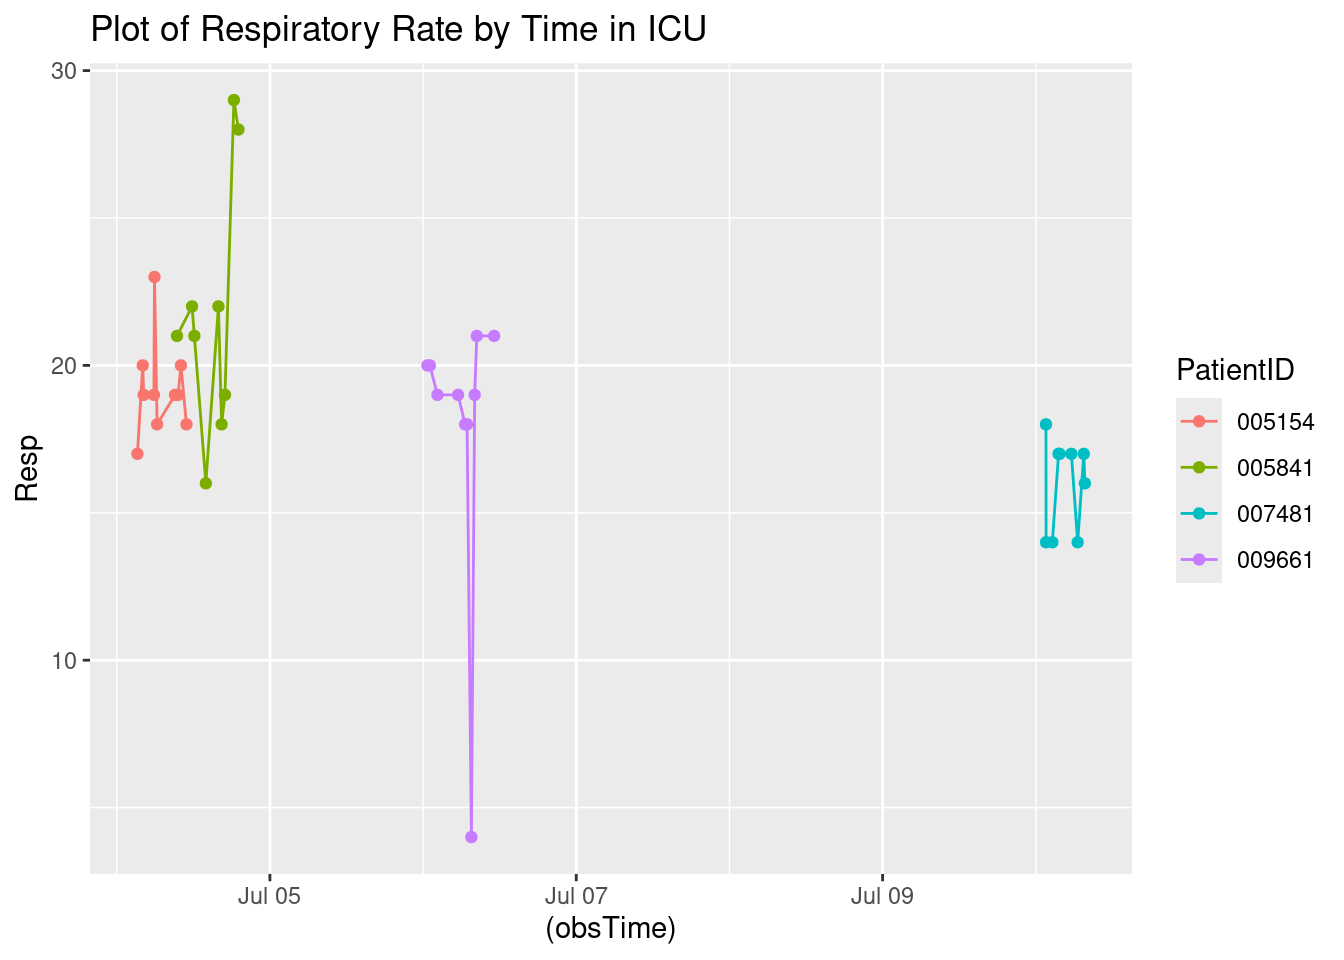 Plot of Respiratory Rate by Time in ICU
30
20
10
Resp
Jul 05
Jul 07
Jul 09
(obsTime)
PatientID
005154
005841
007481
009661